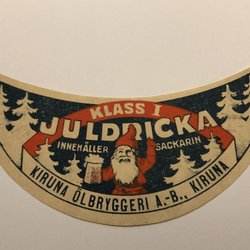 KLASS I
JULDRICKA
INNEHÅLLER SACKARIN
KIRUNA ÖLBRYGGERI A.-B., KIRUNA